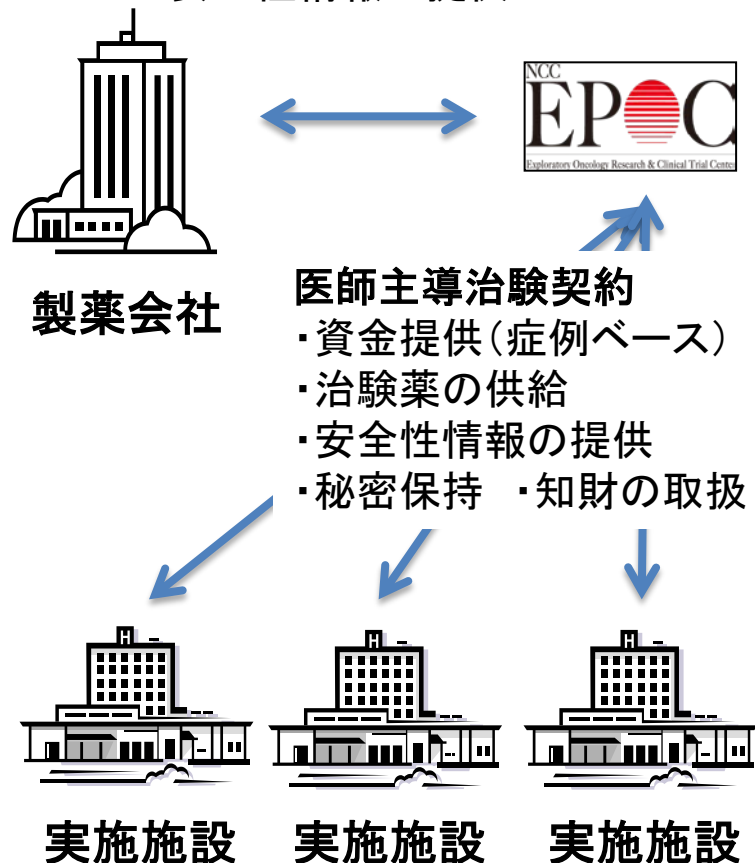 NCC
EPOC
Exploratory Oncology Research & Clinical Trial Center
製薬会社
医師主導治験契約
・資金提供(症例ベース)
・治験薬の供給
・安全性情報の提供
・秘密保持 ・知財の取扱
H H H
実施施設 実施施設 実施施設